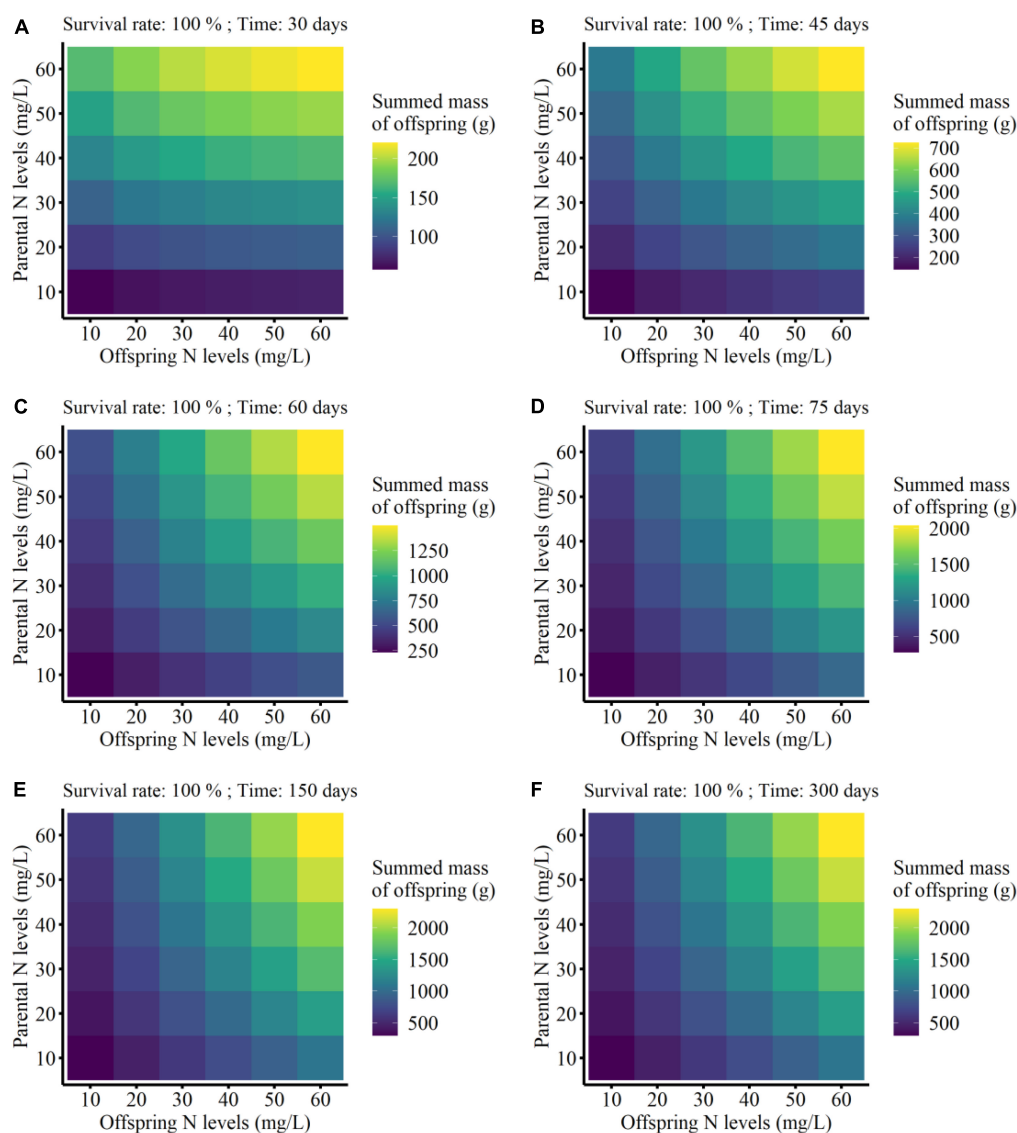 A
Survival rate: 100 % ; Time: 30 days
Parental N levels (mg/L)
60
50
40
30
20
10
10 20 30 40 50 60
Offspring N levels (mg/L)
Summed mass
of offspring (g)
200
150
100
B
Survival rate: 100 % ; Time: 45 days
Parental N levels (mg/L)
60
50
40
30
20
10
10 20 30 40 50 60
Offspring N levels (mg/L)
Summed mass
of offspring (g)
700
600
500
400
300
200
C
Survival rate: 100 % ; Time: 60 days
Parental N levels (mg/L)
60
50
40
30
20
10
10 20 30 40 50 60
Offspring N levels (mg/L)
Summed mass
of offspring (g)
1250
1000
750
500
250
D
Survival rate: 100 % ; Time: 75 days
Parental N levels (mg/L)
60
50
40
30
20
10
10 20 30 40 50 60
Offspring N levels (mg/L)
Summed mass
of offspring (g)
2000
1500
1000
500
E
Survival rate: 100 % ; Time: 150 days
Parental N levels (mg/L)
60
50
40
30
20
10
10 20 30 40 50 60
Offspring N levels (mg/L)
Summed mass
of offspring (g)
2000
1500
1000
500
F
Survival rate: 100 % ; Time: 300 days
Parental N levels (mg/L)
60
50
40
30
20
10
10 20 30 40 50 60
Offspring N levels (mg/L)
Summed mass
of offspring (g)
2000
1500
1000
500